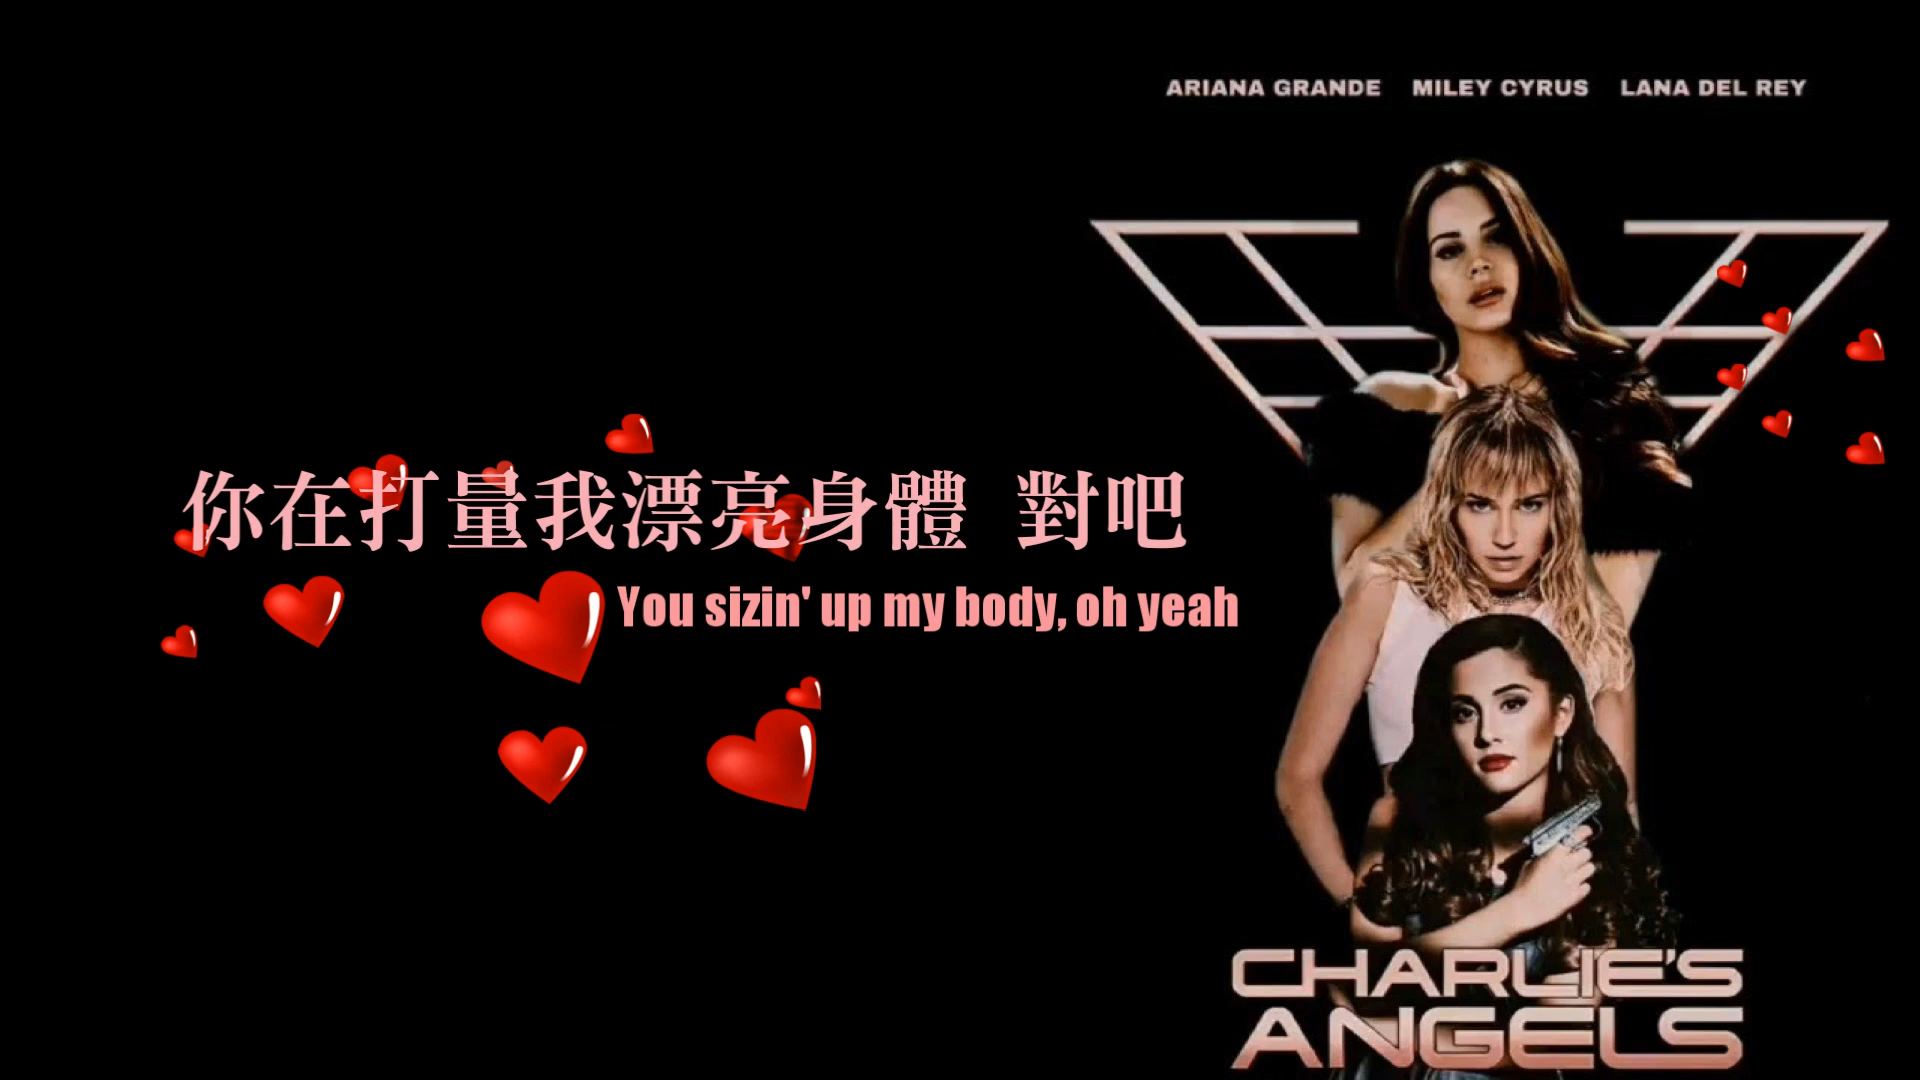 ARIANA GRANDE MILEY CYRUS LANA DEL REY
你在打量我漂亮身體 對吧
You sizin' up my body, oh yeah
CHARLIE'S
ANGELS